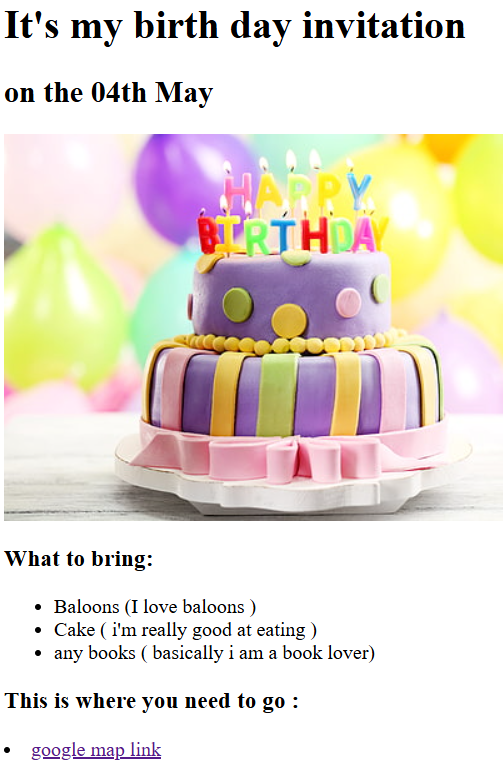 It's my birth day invitation
on the 04th May
HAPPY
BIRTHDAY
What to bring:
Baloons (I love baloons )
Cake ( i'm really good at eating )
any books ( basically i am a book lover)
This is where you need to go :
google map link